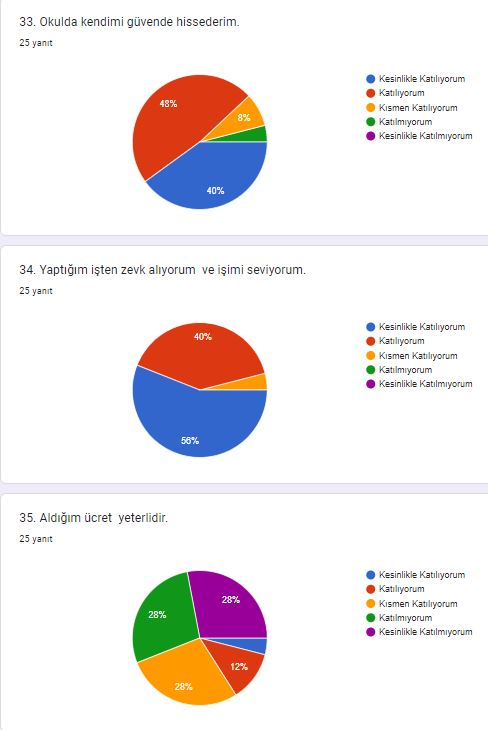 33. Okulda kendimi güvende hissederim.
25 yanıt
Kesinlikle Katılıyorum
Katılıyorum
Kısmen Katılıyorum
Katılmıyorum
Kesinlikle Katılmıyorum
48%
8%
40%
34. Yaptığım işten zevk alıyorum ve işimi seviyorum.
25 yanıt
Kesinlikle Katılıyorum
Katılıyorum
Kısmen Katılıyorum
Katılmıyorum
Kesinlikle Katılmıyorum
40%
56%
35. Aldığım ücret yeterlidir.
25 yanıt
Kesinlikle Katılıyorum
Katılıyorum
Kısmen Katılıyorum
Katılmıyorum
Kesinlikle Katılmıyorum
28%
28%
12%
28%